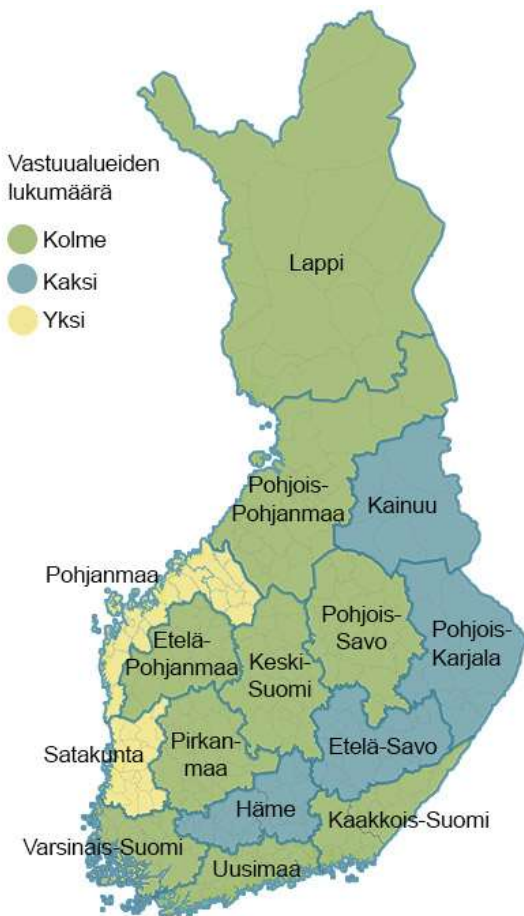 Vastuualueiden
lukumäärä
Kolme
Kaksi
Yksi
Lappi
Pohjois-
Pohjanmaa
Kainuu
Pohjanmaa
Etelä-
Pohjanmaa
Keski-
Suomi
Pohjois-
Savo
Pohjois-
Karjala
Satakunta
Pirkan-
maa
Etelä-Savo
Häme
Kaakkois-Suomi
Varsinais-Suomi
Uusimaa